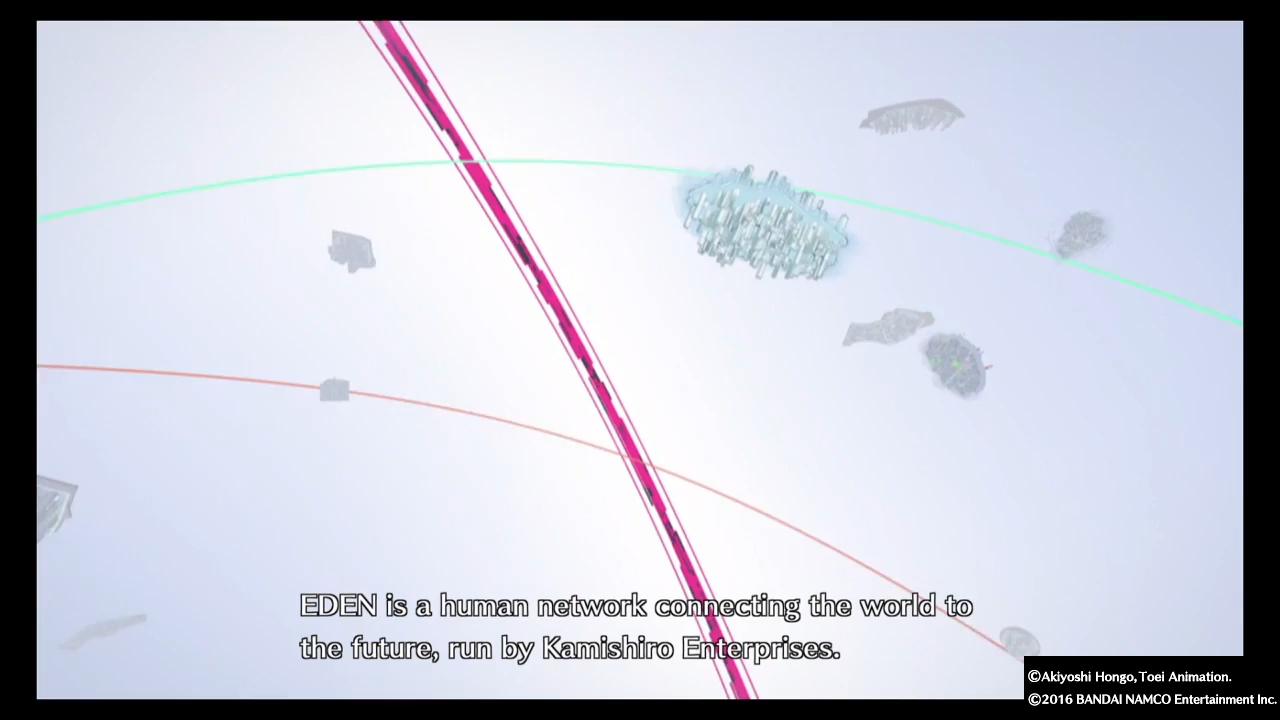 EDEN is a human network connecting the world to
the future, run by Kamishiro Enterprises.
©Akiyoshi Hongo, Toei Animation.
©2016 BANDAI NAMCO Entertainment Inc.